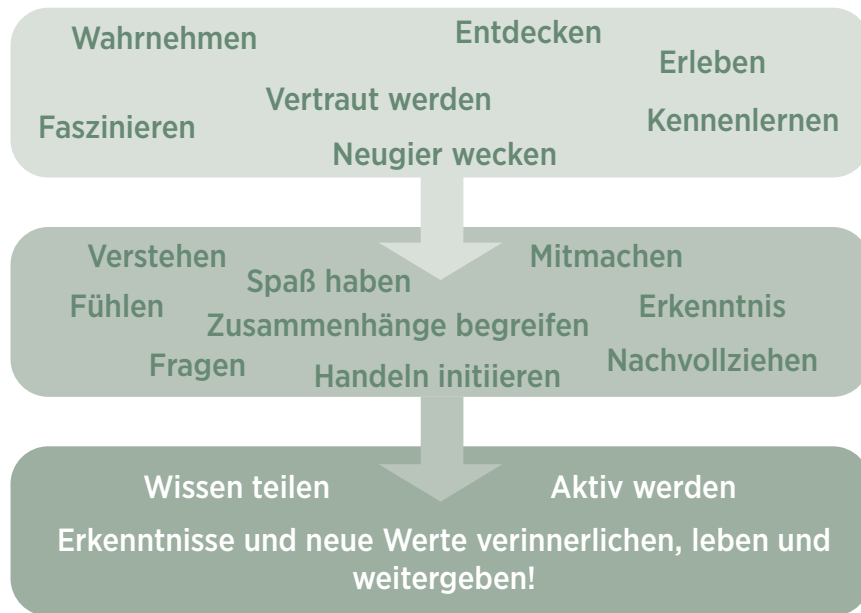 Wahrnehmen
Entdecken
Erleben
Vertraut werden
Faszinieren
Kennenlernen
Neugier wecken
Verstehen
Mitmachen
Spaß haben
Fühlen
Erkenntnis
Zusammenhänge begreifen
Fragen
Nachvollziehen
Handeln initiieren
Wissen teilen
Aktiv werden
Erkenntnisse und neue Werte verinnerlichen, leben und
weitergeben!